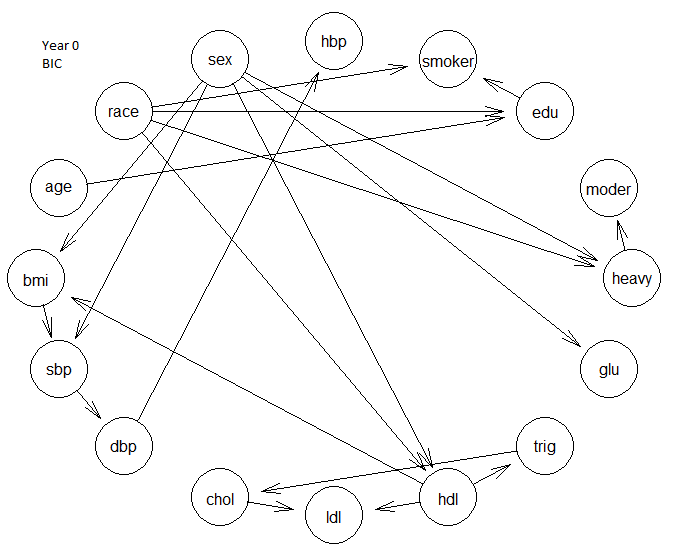 Year 0
BIC
hbp
sex
smoker
race
edu
age
moder
bmi
heavy
sbp
glu
dbp
trig
chol
hdl
ldl